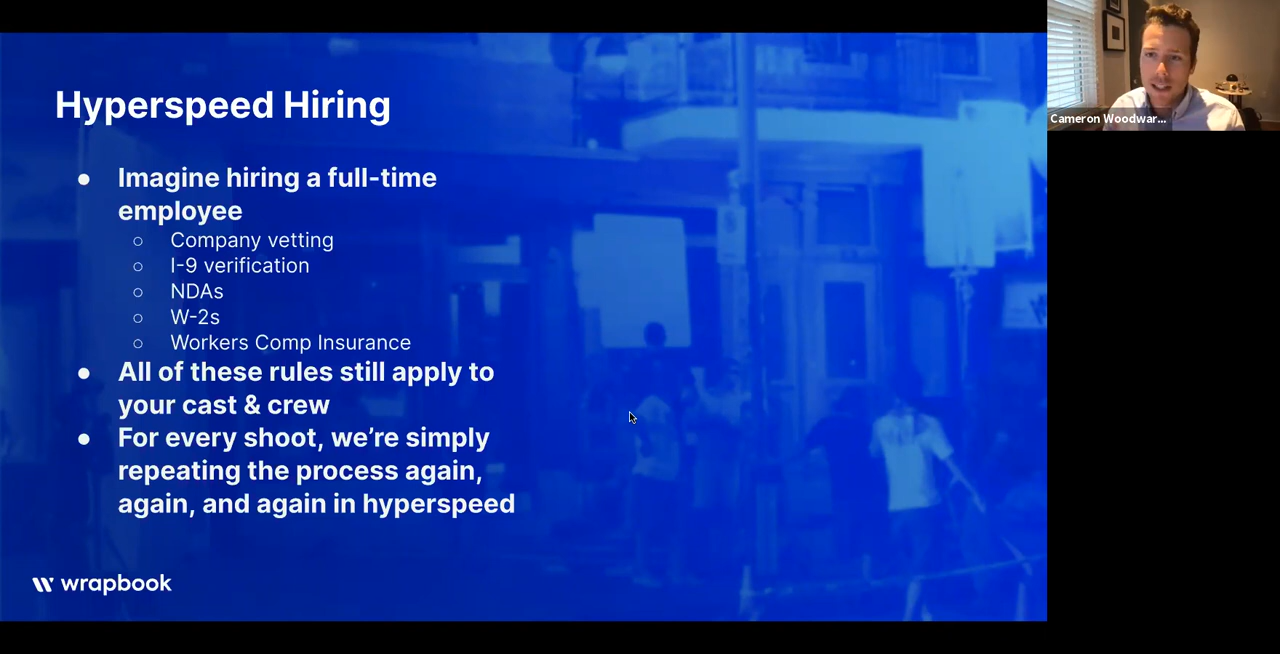 Hyperspeed Hiring
● Imagine hiring a full-time
employee
○ Company vetting
○ I-9 verification
○ NDAs
○ W-2s
○ Workers Comp Insurance
● All of these rules still apply to
your cast & crew
● For every shoot, we’re simply
repeating the process again,
again, and again in hyperspeed
wrapbook
Cameron Woodwar...